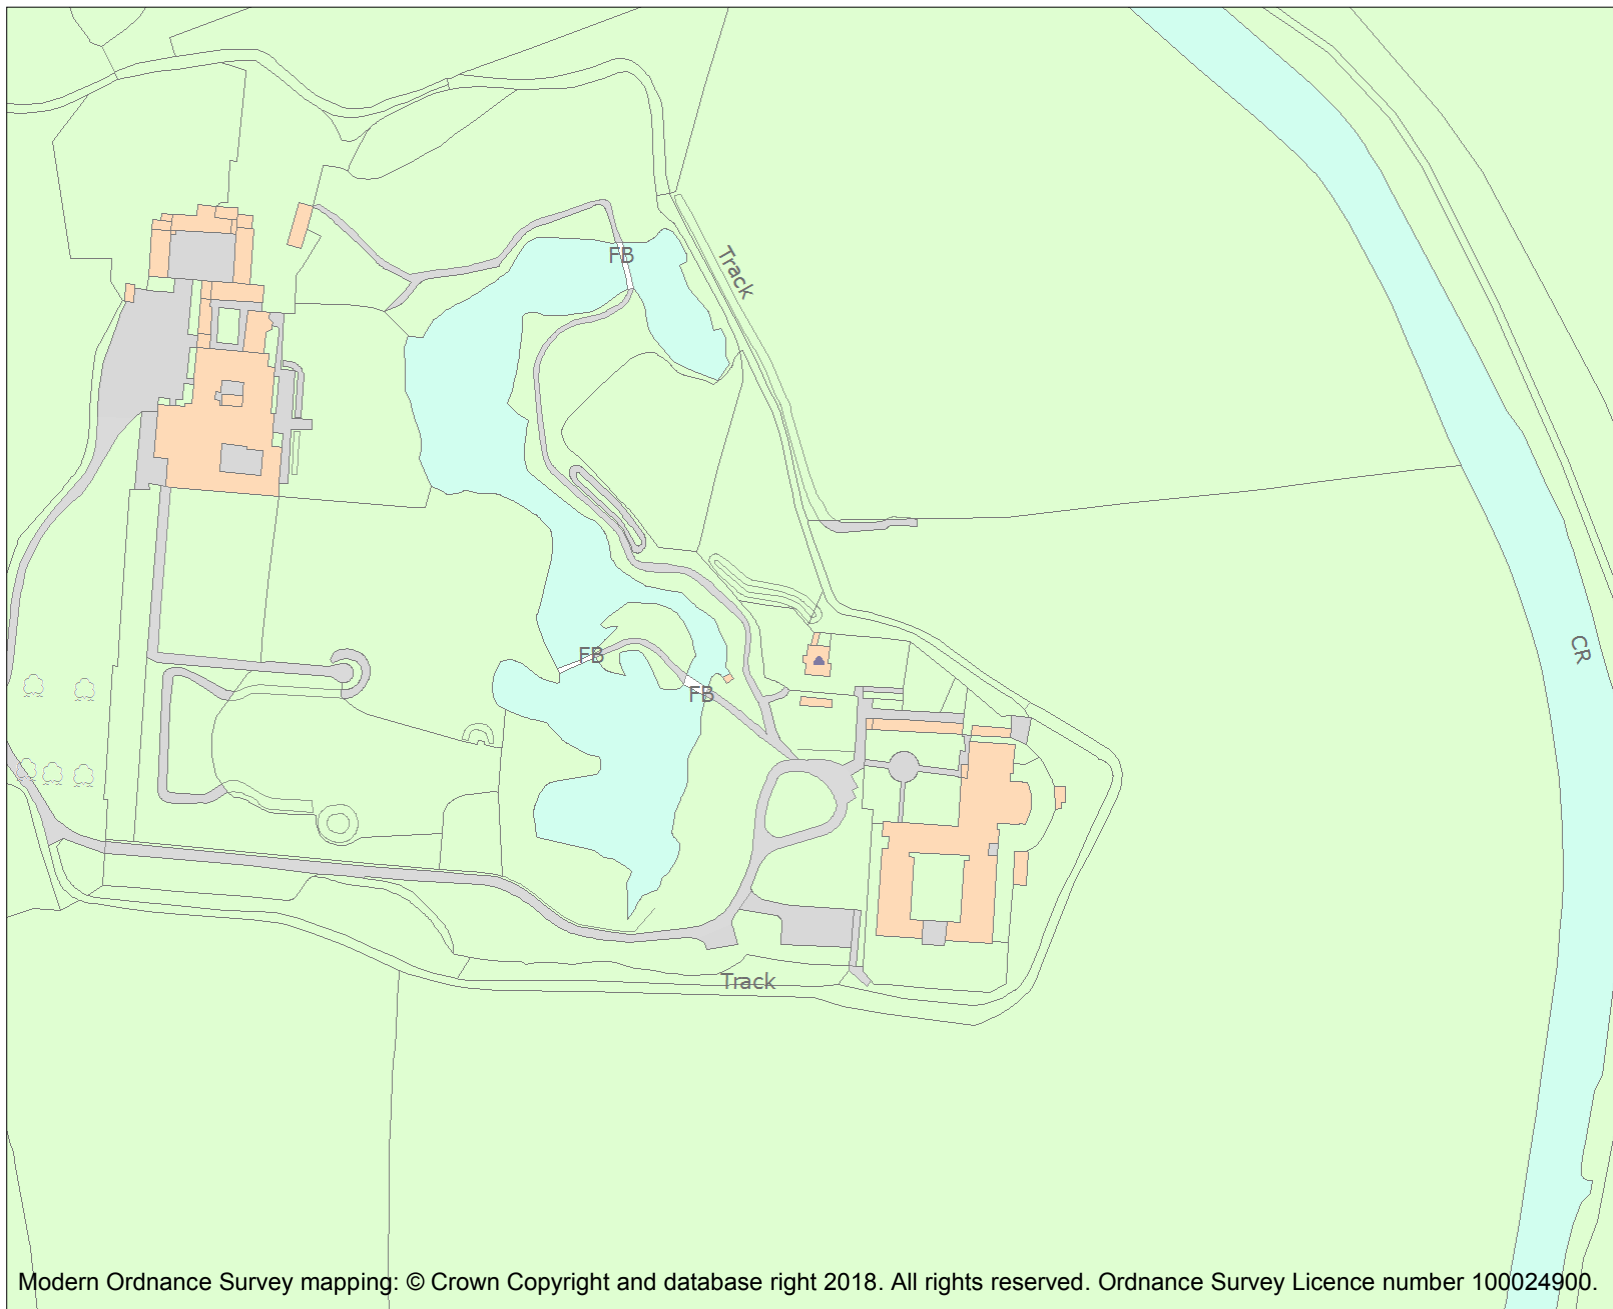 FB
Track
CR
FB
FB
Track
Modern Ordnance Survey mapping: © Crown Copyright and database right 2018. All rights reserved. Ordnance Survey Licence number 100024900.